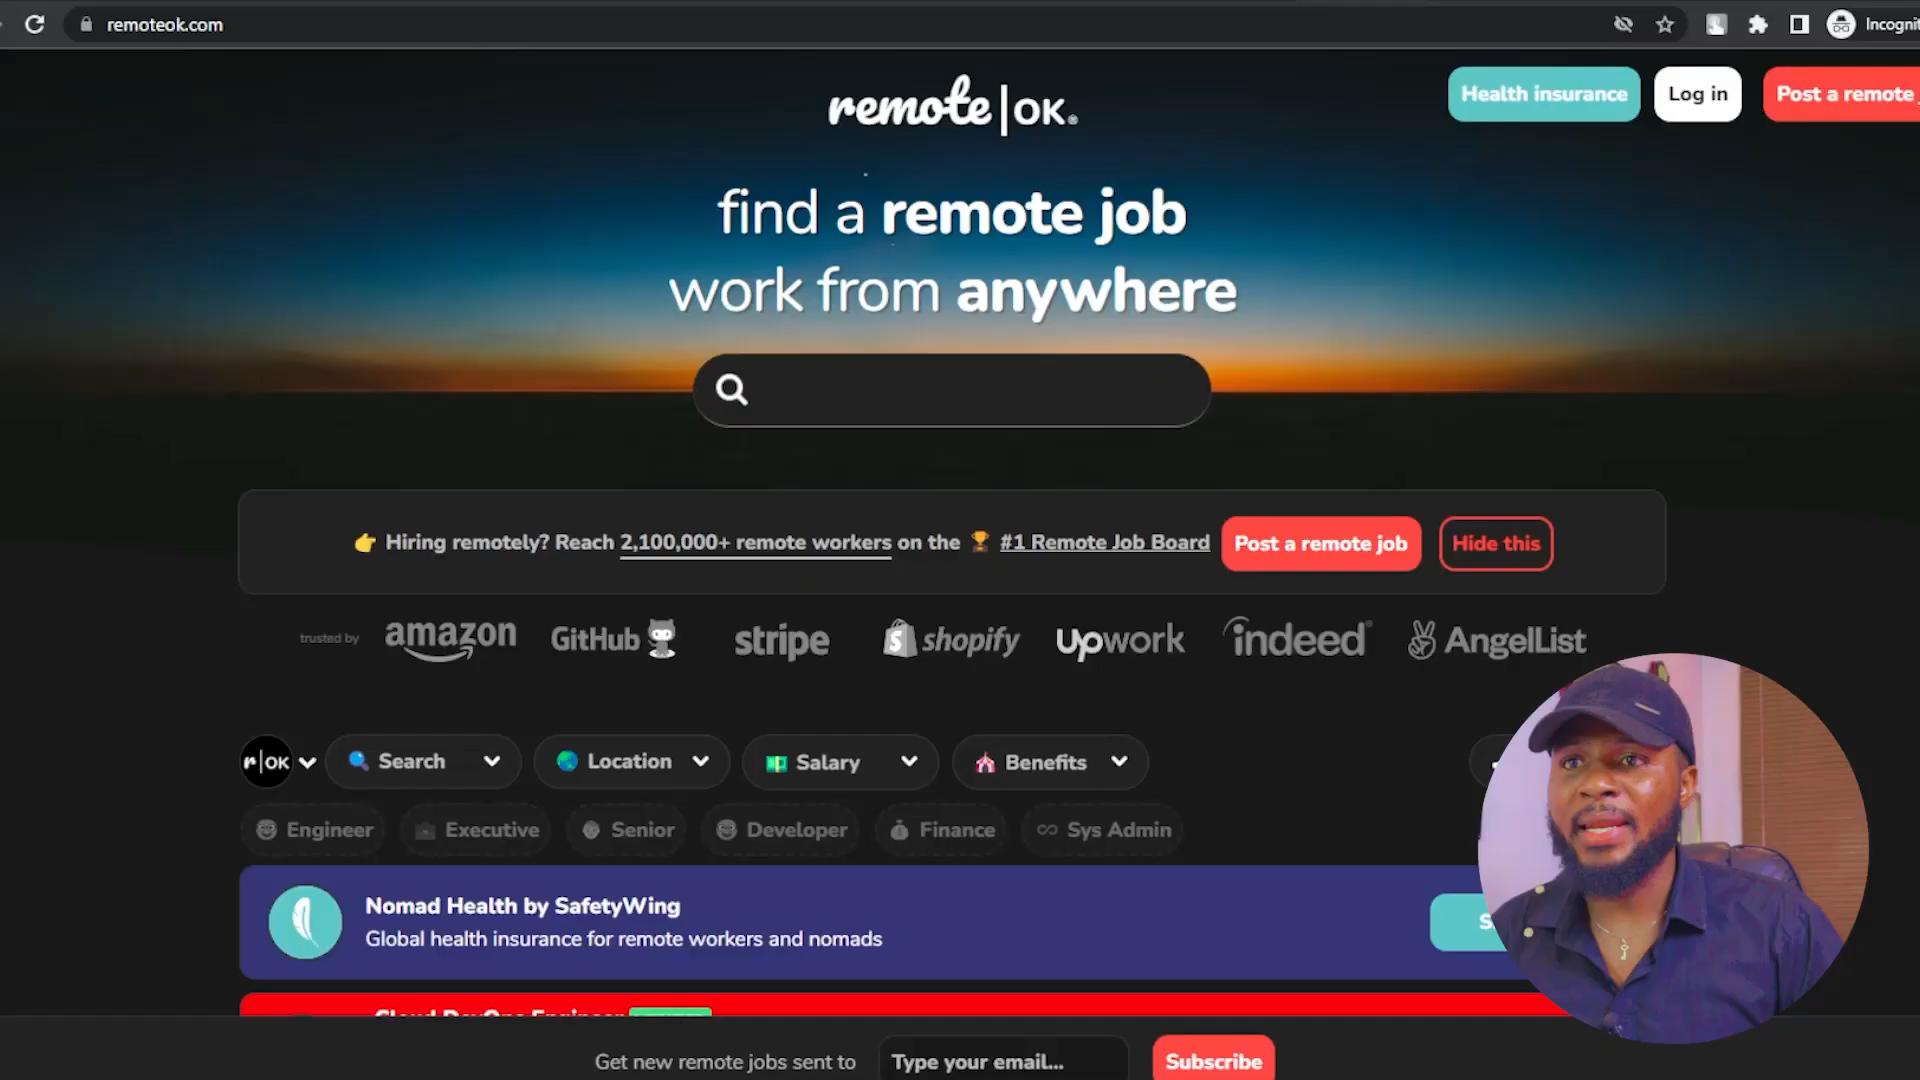 remoteok.com
Incognit
remote|OK®
Health insurance
Log in
Post a remote
find a remote job
work from anywhere
👉 Hiring remotely? Reach 2,100,000+ remote workers on the 🏆 #1 Remote Job Board
Post a remote job
Hide this
trusted by
amazon
GitHub
stripe
shopify
Upwork
indeed
AngelList
r|OK
Search
Location
Salary
Benefits
Engineer
Executive
Senior
Developer
Finance
Sys Admin
Nomad Health by SafetyWing
Global health insurance for remote workers and nomads
S
Cloud DevOps Engineer
Get new remote jobs sent to
Type your email...
Subscribe